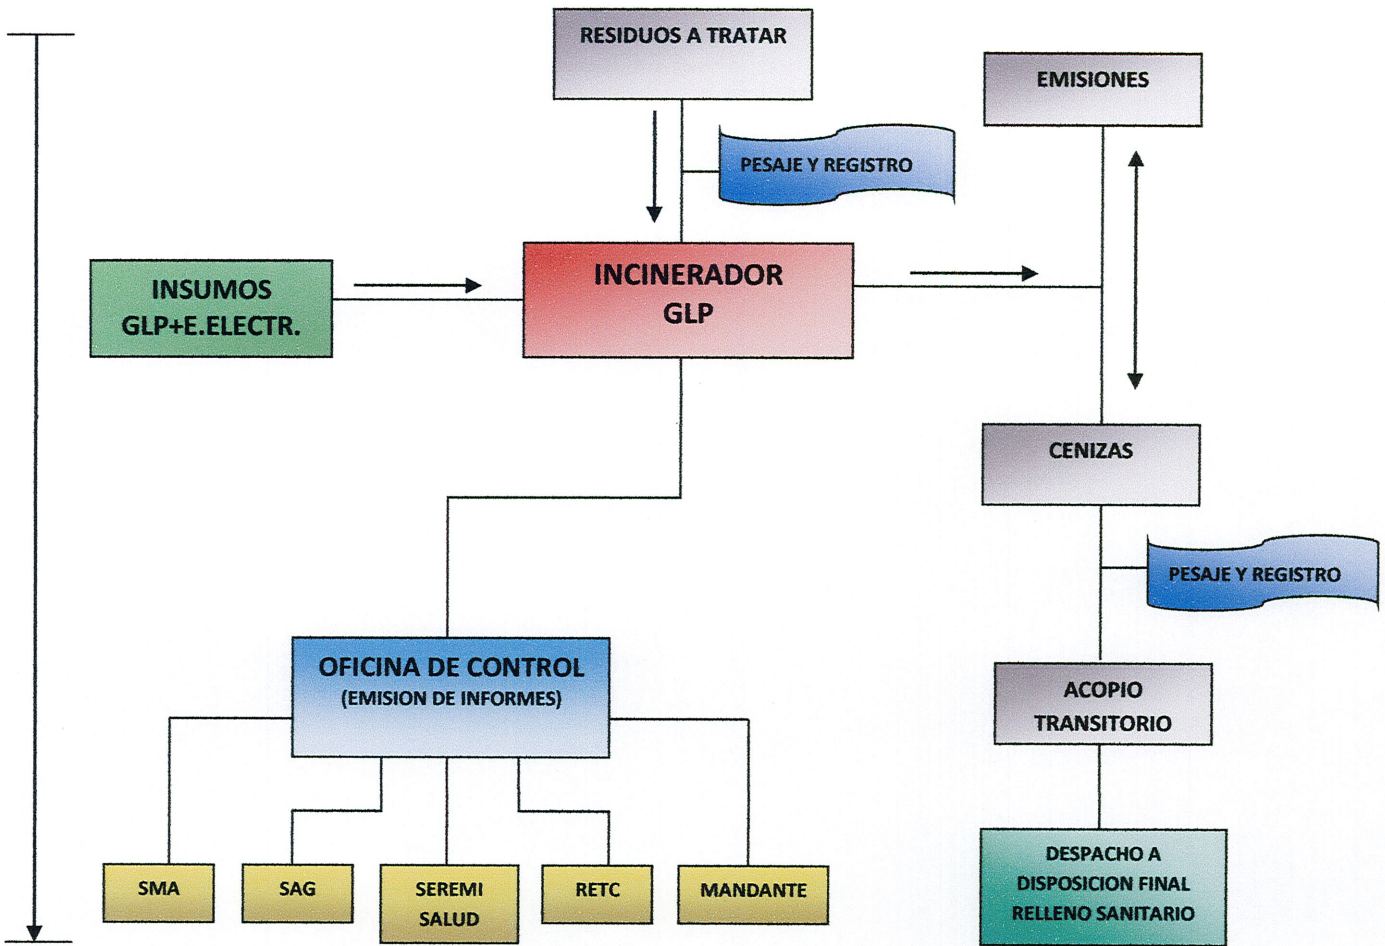 RESIDUOS A TRATAR
EMISIONES
PESAJE Y REGISTRO
INSUMOS
GLP+E.ELECTR.
INCINERADOR
GLP
CENIZAS
PESAJE Y REGISTRO
OFICINA DE CONTROL
(EMISION DE INFORMES)
ACOPIO
TRANSITORIO
SMA
SAG
SEREMI
SALUD
RETC
MANDANTE
DESPACHO A
DISPOSICION FINAL
RELLENO SANITARIO